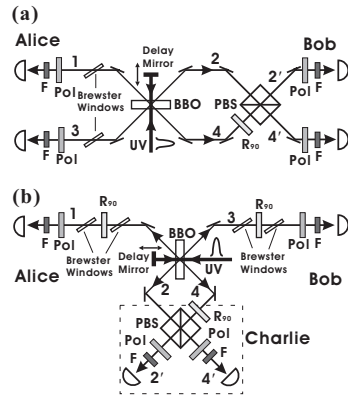 (a)
Alice
Delay
Mirror
Bob
1
2
2′
F
Pol
Brewster
Windows
BBO
PBS
Pol
F
3
UV
4
R90
4′
F
Pol
Pol
F
(b)
R90
BBO
R90
1
3
F
Pol
Delay
Mirror
Pol
F
Brewster
Windows
UV
Brewster
Windows
Alice
2
4
Bob
R90
PBS
Pol
Charlie
Pol
F
F
2′
4′